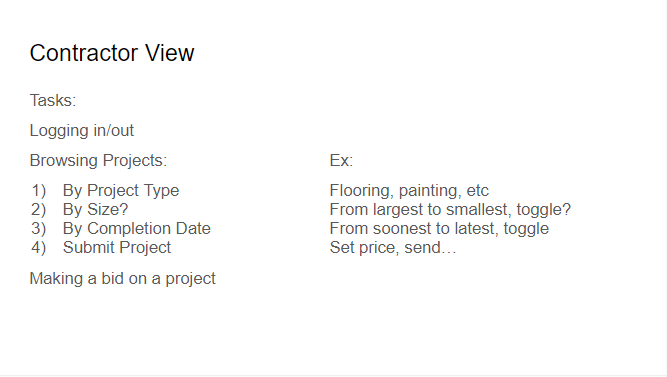 Contractor View
Tasks:
Logging in/out
Browsing Projects:
1) By Project Type
2) By Size?
3) By Completion Date
4) Submit Project
Making a bid on a project
Ex:
Flooring, painting, etc
From largest to smallest, toggle?
From soonest to latest, toggle
Set price, send…